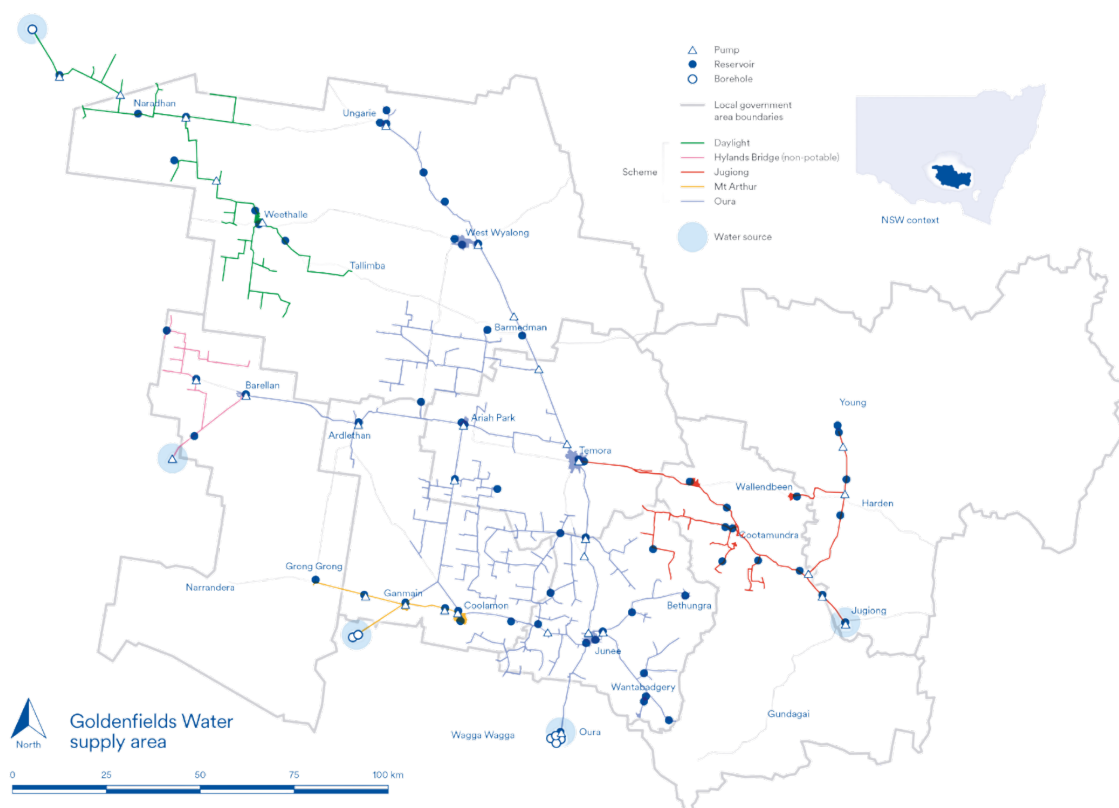 Pump
Reservoir
Borehole
Local government
area boundaries
Scheme
Daylight
Hylands Bridge (non-potable)
Jugiong
Mt Arthur
Oura
Water source
NSW context
Naradhan
Ungarie
Weethalle
West Wyalong
Tallimba
Barmedman
Barellan
Ardlethan
Ariah Park
Temora
Young
Wallendbeen
Harden
Cootamundra
Grong Grong
Narrandera
Ganmain
Coolamon
Bethungra
Jugiong
Junee
Wantabadgery
Gundagai
Wagga Wagga
Oura
North
Goldenfields Water
supply area
0 25 50 75 100 km